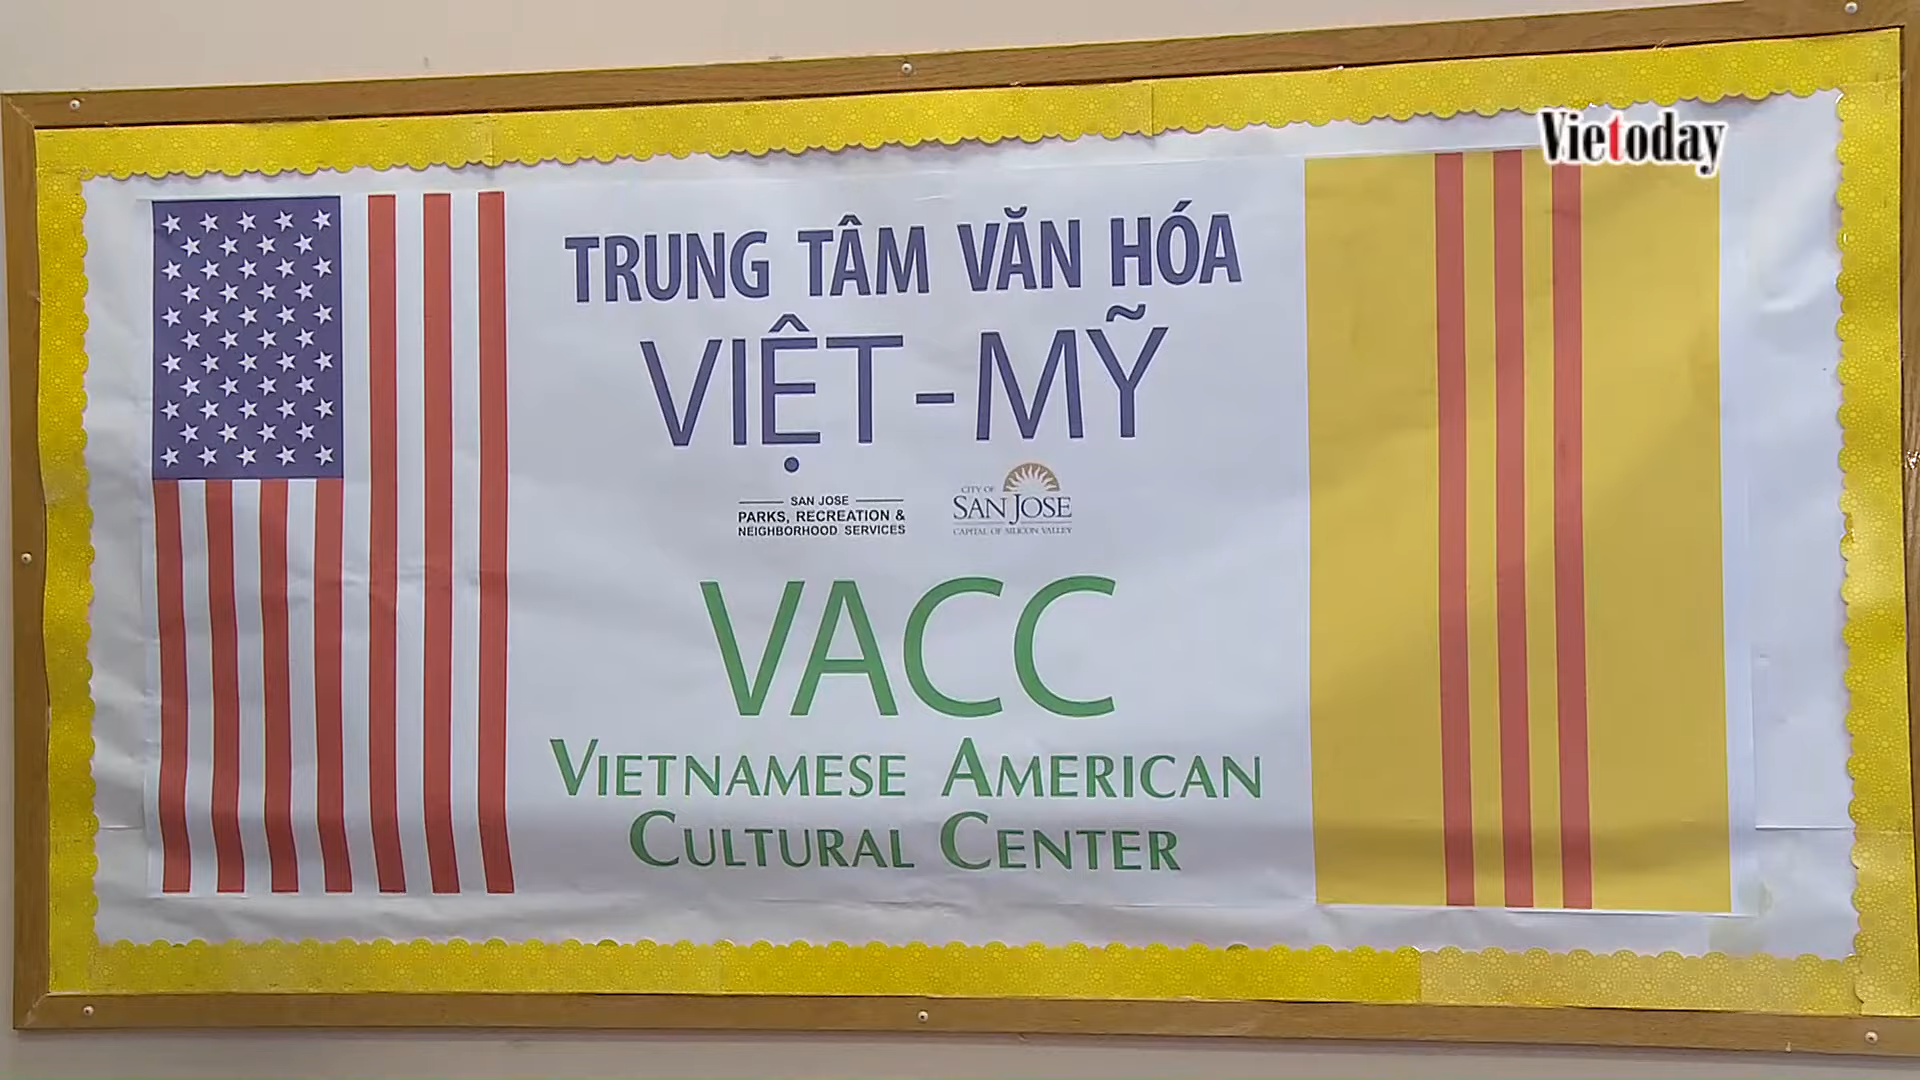 Vietoday
TRUNG TÂM VĂN HÓA
VIỆT - MỸ
SAN JOSE
PARKS, RECREATION &
NEIGHBORHOOD SERVICES
CITY OF
SAN JOSE
CAPITAL OF SILICON VALLEY
VACC
VIETNAMESE AMERICAN
CULTURAL CENTER